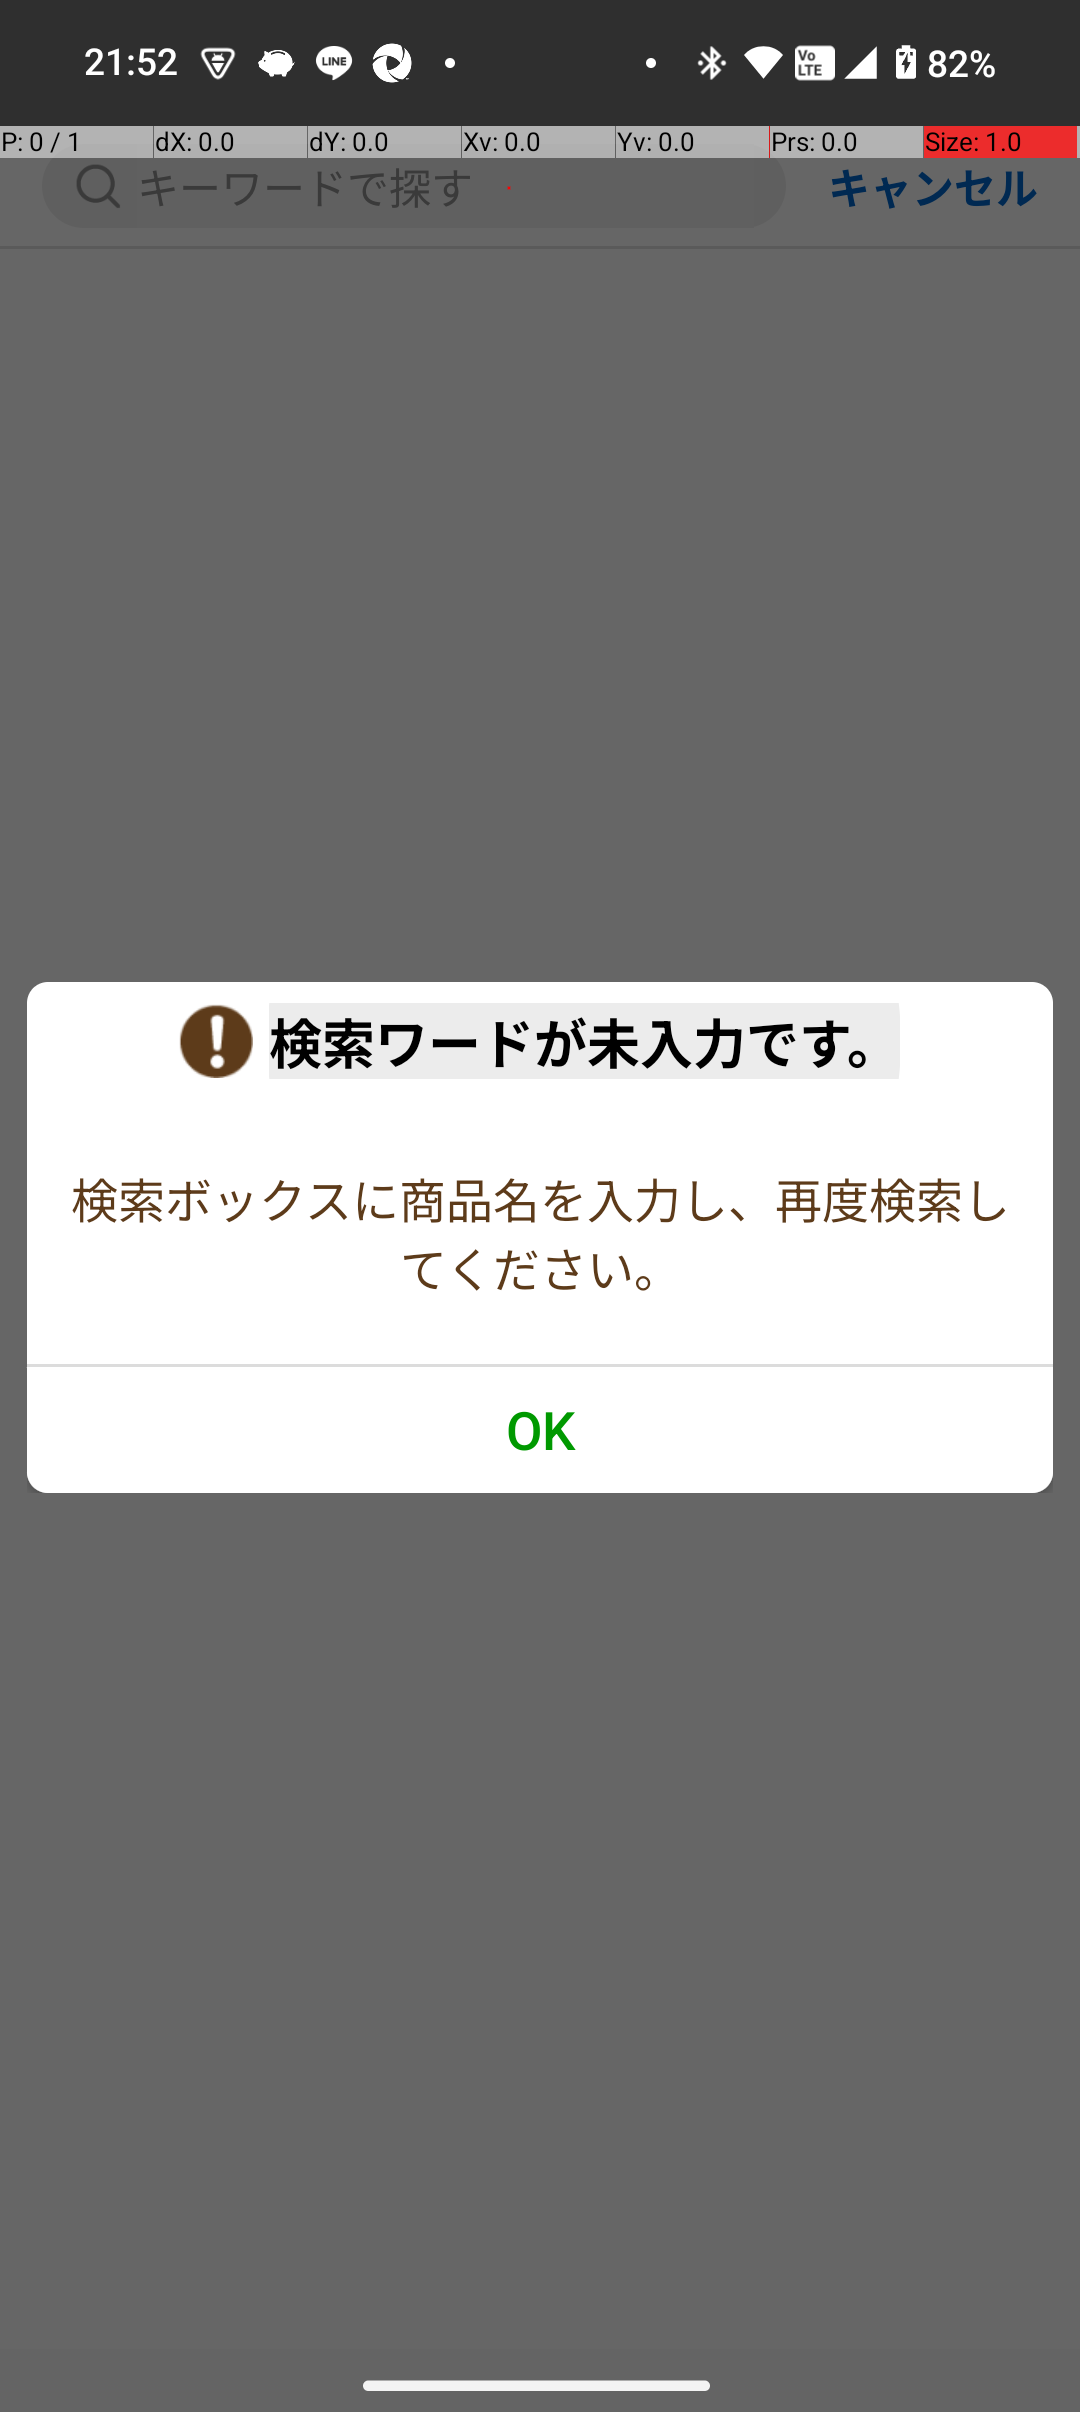 21:52 LINE Vo LTE 82%
P: 0 / 1 dX: 0.0 dY: 0.0 Xv: 0.0 Yv: 0.0 Prs: 0.0 Size: 1.0
キーワードで探す キャンセル
検索ワードが未入力です。
検索ボックスに商品名を入力し、再度検索し
てください。
OK